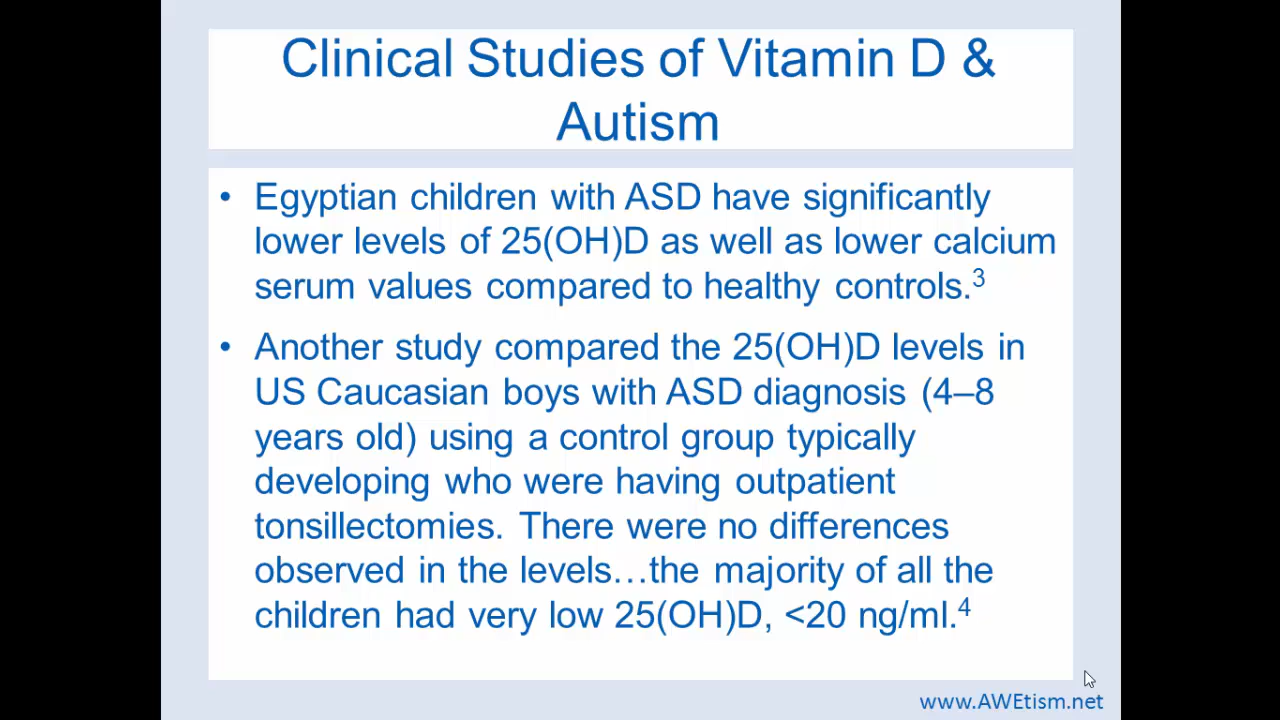 Clinical Studies of Vitamin D &
Autism
• Egyptian children with ASD have significantly
lower levels of 25(OH)D as well as lower calcium
serum values compared to healthy controls.³
• Another study compared the 25(OH)D levels in
US Caucasian boys with ASD diagnosis (4–8
years old) using a control group typically
developing who were having outpatient
tonsillectomies. There were no differences
observed in the levels…the majority of all the
children had very low 25(OH)D, <20 ng/ml.⁴
www.AWEtism.net